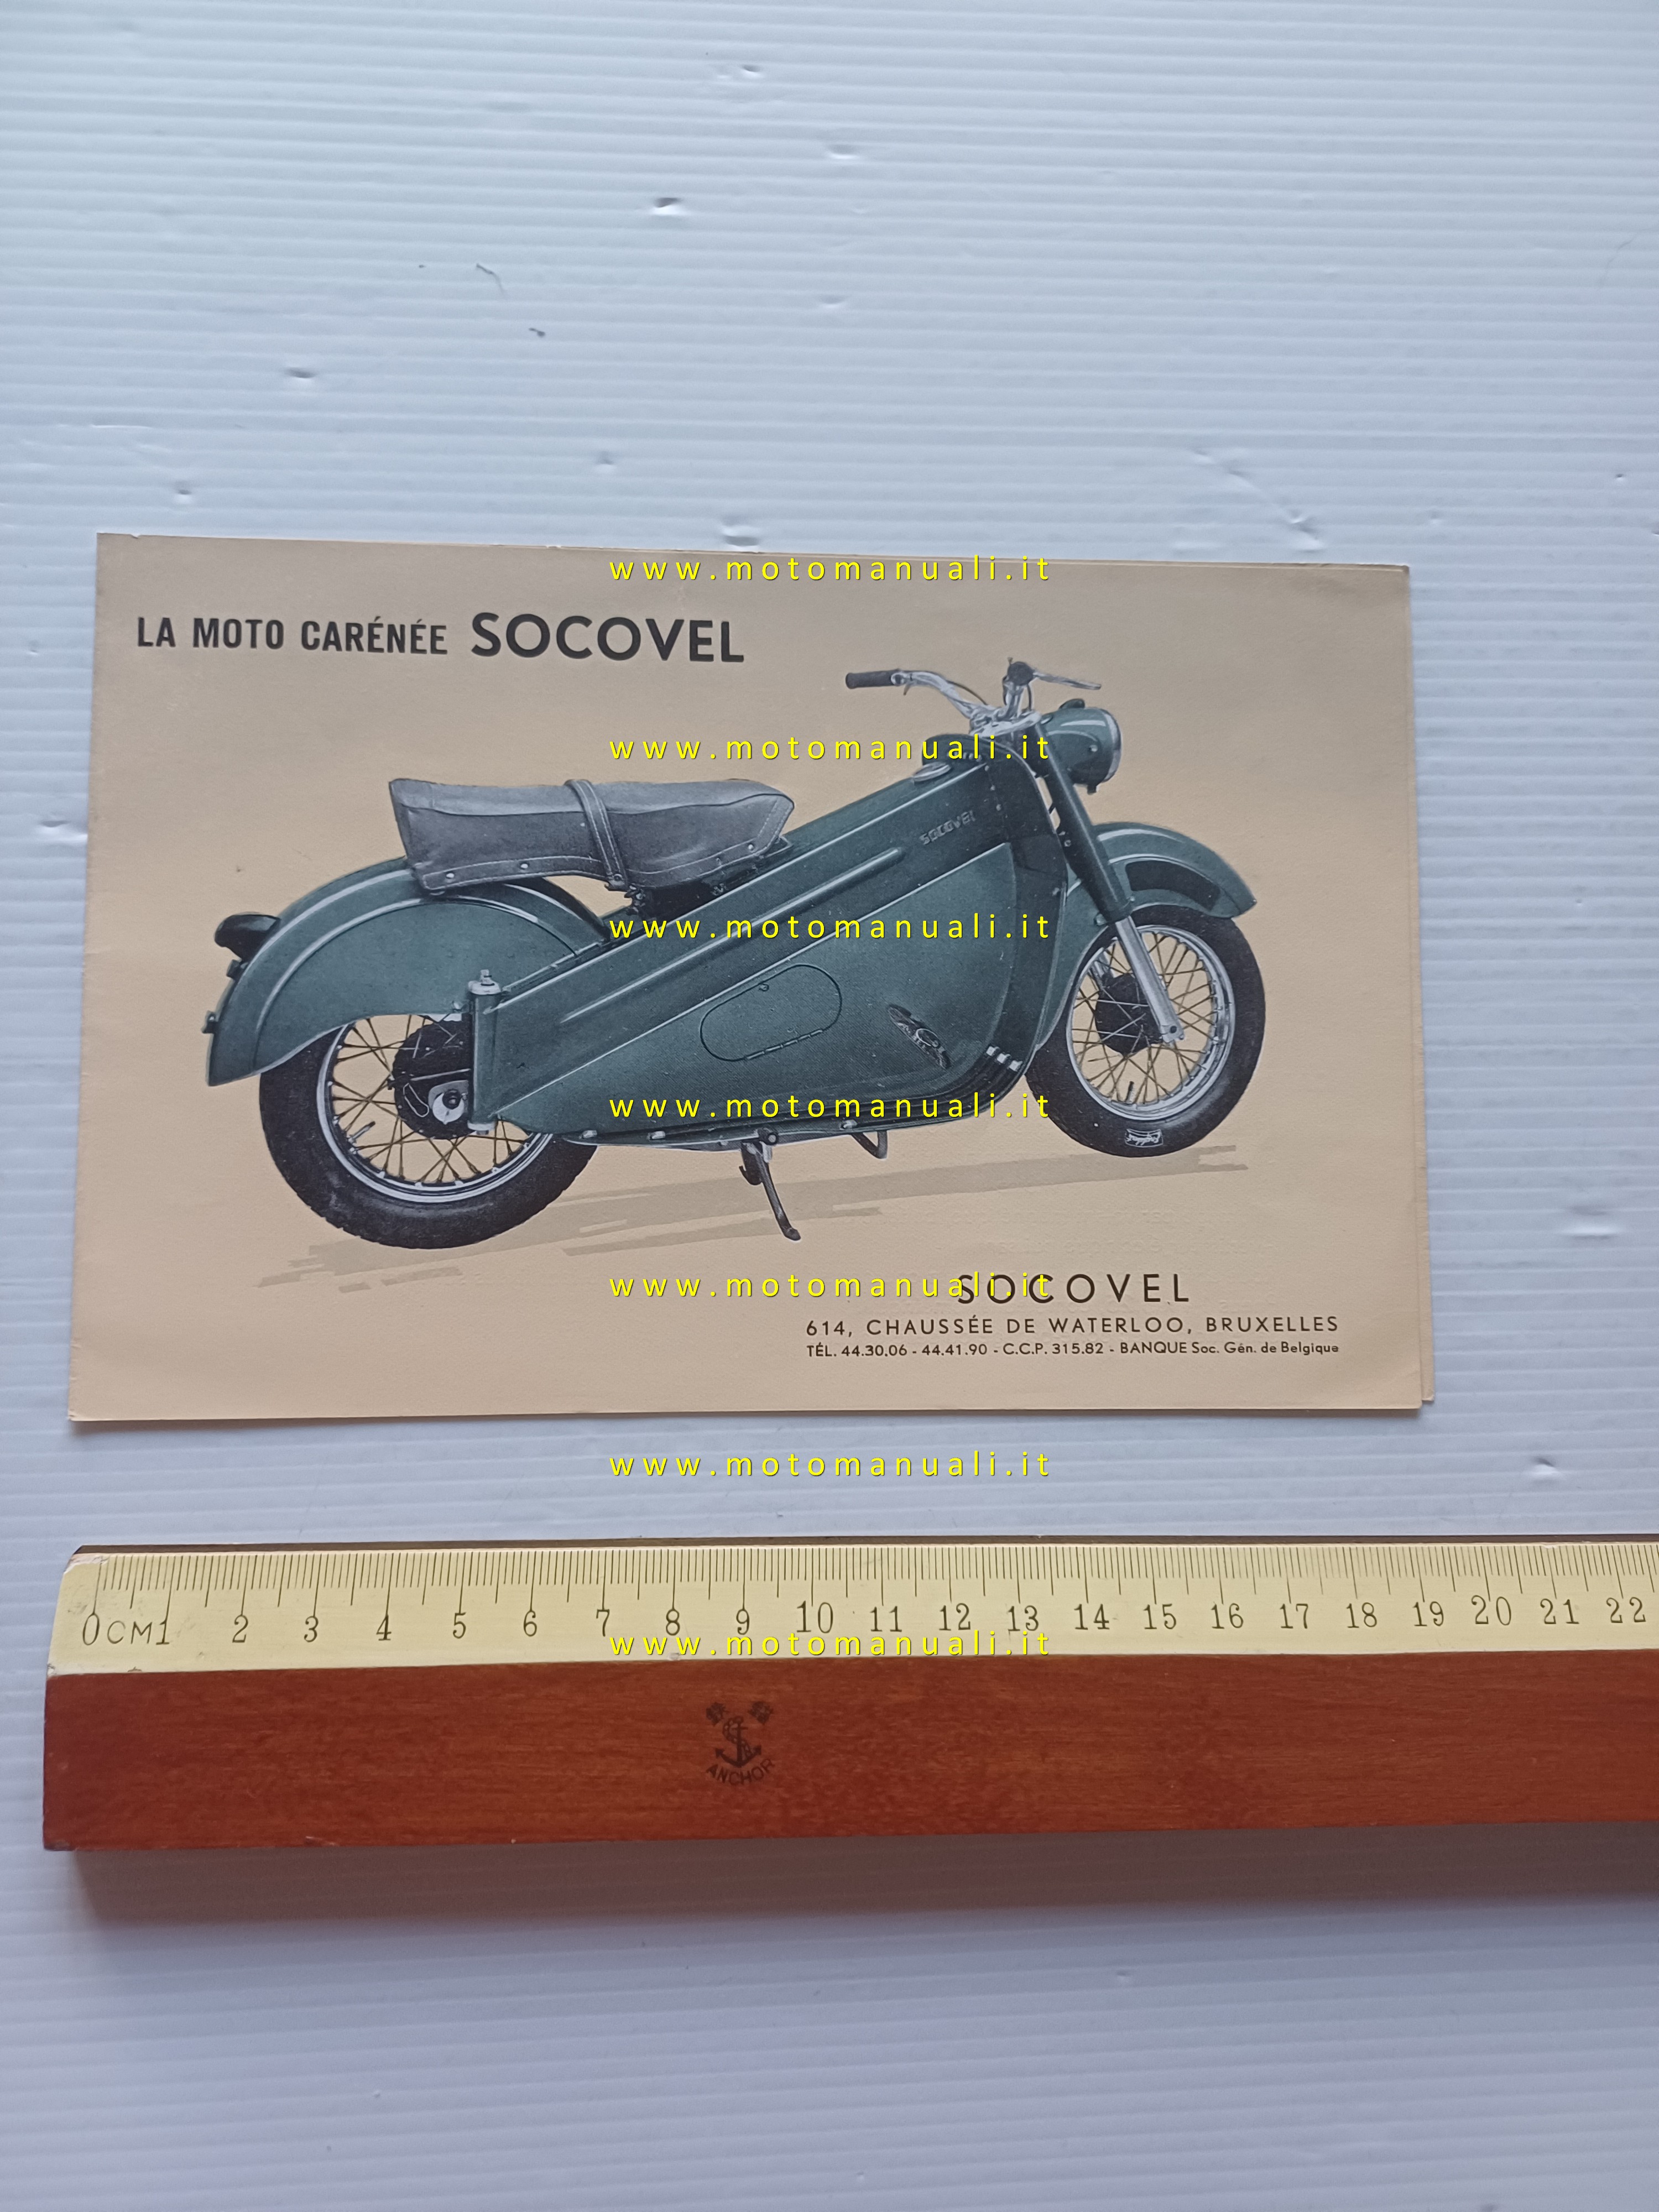 www.motomanuali.it
LA MOTO CARÉNÉE SOCOVEL
www.motomanuali.it
SOCOVEL
www.motomanuali.it
www.motomanuali.it
www.motomanuali.it
SOCOVEL
614, CHAUSSÉE DE WATERLOO, BRUXELLES
TÉL. 44.30.06 - 44.41.90 - C.C.P. 315.82 - BANQUE Soc. Gén. de Belgique
www.motomanuali.it
0CM1 2 3 4 5 6 7 8 9 10 11 12 13 14 15 16 17 18 19 20 21 22
www.motomanuali.it
ANCHOR